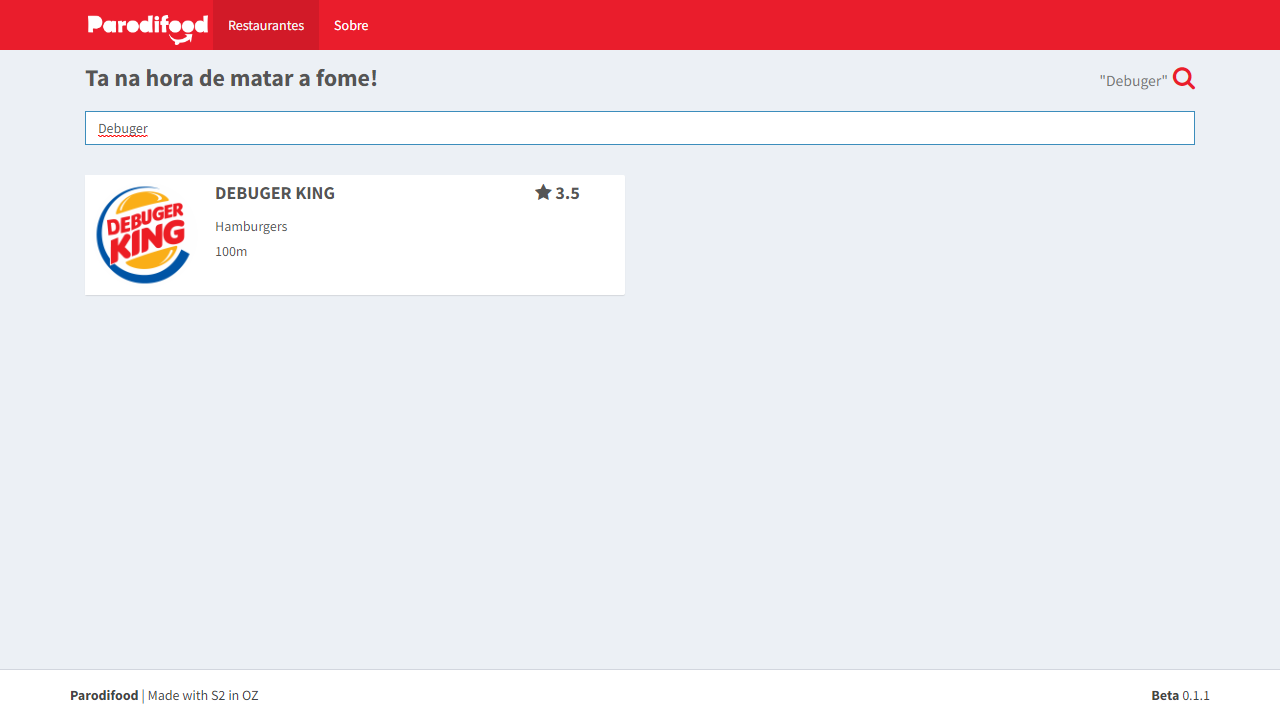 Parodifood Restaurantes Sobre
Ta na hora de matar a fome!
"Debuger"
Debuger
DEBUGER
KING
DEBUGER KING
3.5
Hamburgers
100m
Parodifood | Made with S2 in OZ
Beta 0.1.1